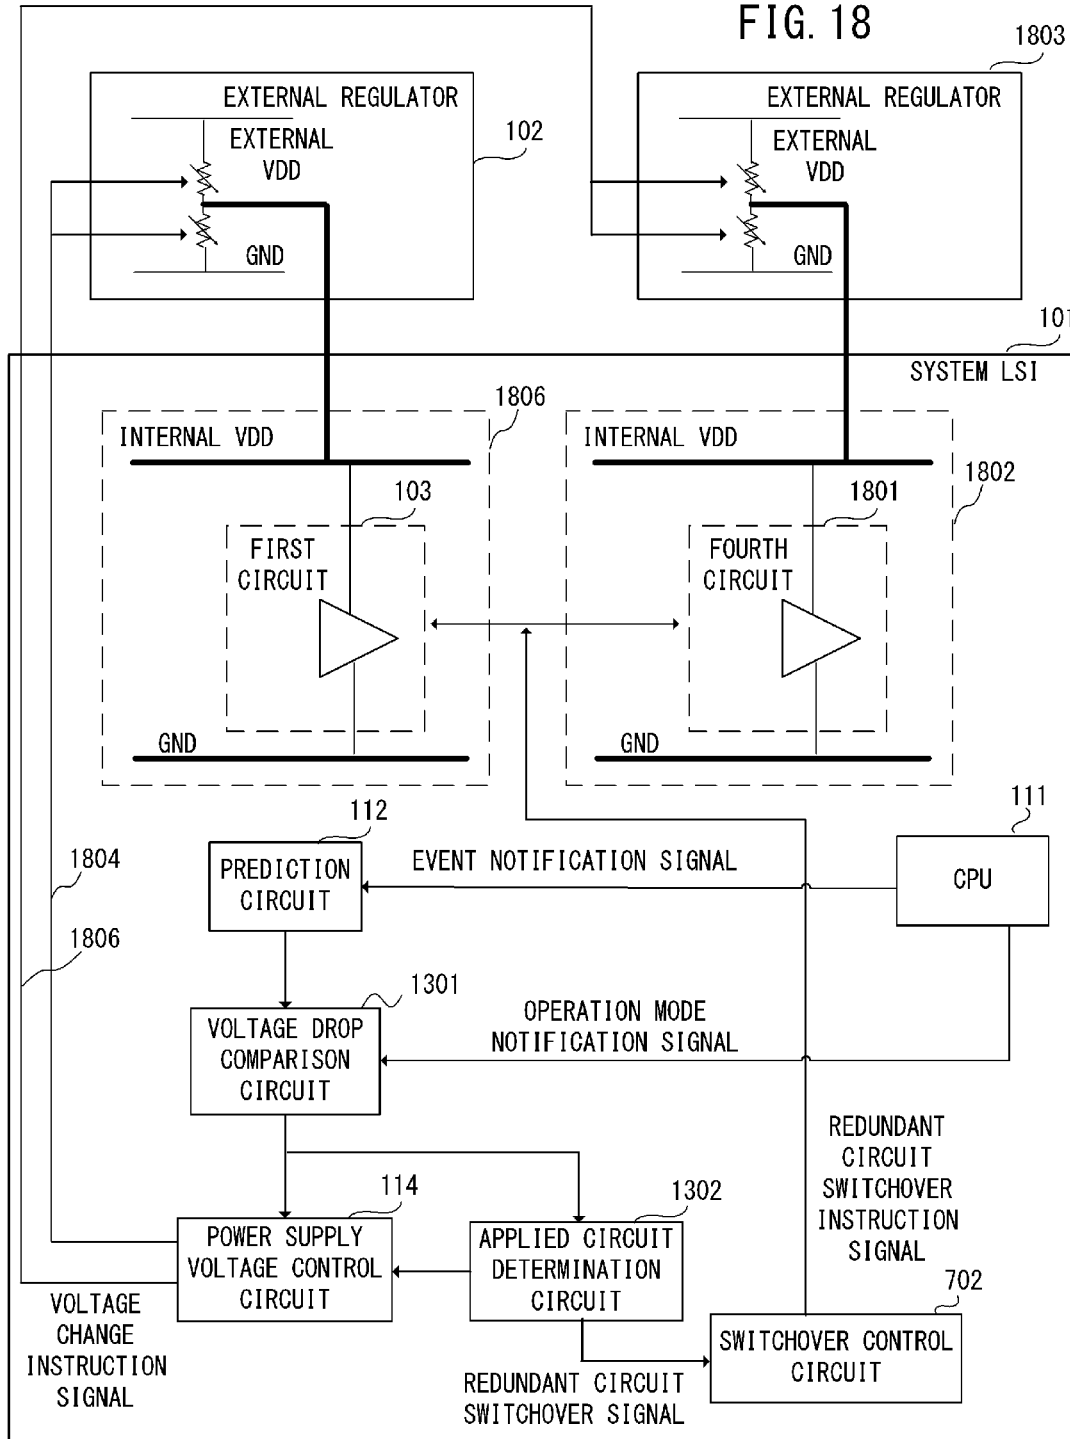 FIG. 18
1803
EXTERNAL REGULATOR
EXTERNAL
VDD
GND
102
EXTERNAL REGULATOR
EXTERNAL
VDD
GND
101
SYSTEM LSI
1806
INTERNAL VDD
103
FIRST
CIRCUIT
GND
INTERNAL VDD
1802
1801
FOURTH
CIRCUIT
GND
112
PREDICTION
CIRCUIT
EVENT NOTIFICATION SIGNAL
111
CPU
1804
1806
1301
VOLTAGE DROP
COMPARISON
CIRCUIT
OPERATION MODE
NOTIFICATION SIGNAL
REDUNDANT
CIRCUIT
SWITCHOVER
INSTRUCTION
SIGNAL
114
POWER SUPPLY
VOLTAGE CONTROL
CIRCUIT
1302
APPLIED CIRCUIT
DETERMINATION
CIRCUIT
702
SWITCHOVER CONTROL
CIRCUIT
VOLTAGE
CHANGE
INSTRUCTION
SIGNAL
REDUNDANT CIRCUIT
SWITCHOVER SIGNAL